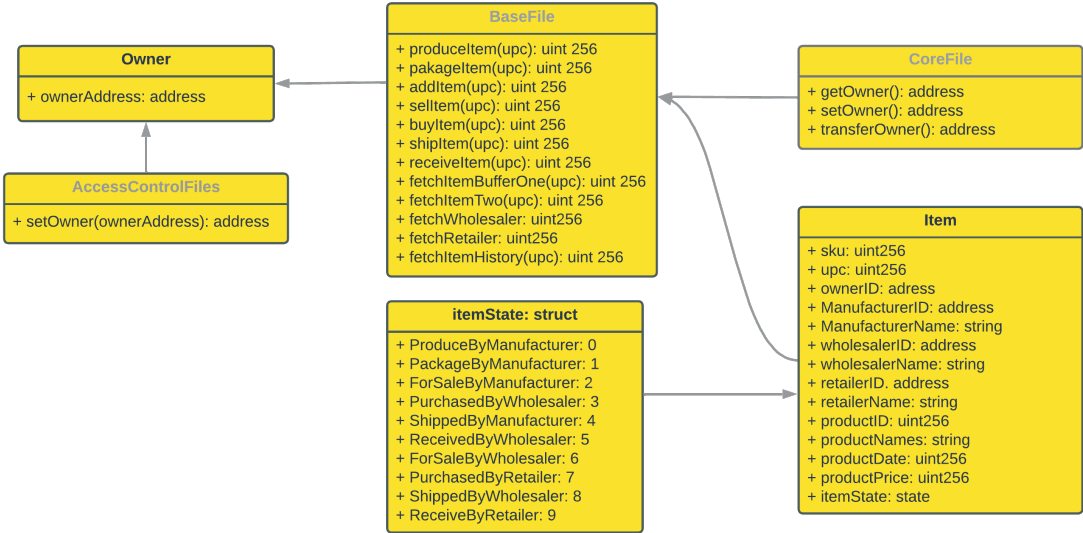 Owner
+ ownerAddress: address
AccessControlFiles
+ setOwner(ownerAddress): address
BaseFile
+ produceItem(upc): uint 256
+ pakageItem(upc): uint 256
+ addItem(upc): uint 256
+ selItem(upc): uint 256
+ buyItem(upc): uint 256
+ shipItem(upc): uint 256
+ receiveItem(upc): uint 256
+ fetchItemBufferOne(upc): uint 256
+ fetchItemTwo(upc): uint 256
+ fetchWholesaler: uint256
+ fetchRetailer: uint256
+ fetchItemHistory(upc): uint 256
itemState: struct
+ ProduceByManufacturer: 0
+ PackageByManufacturer: 1
+ ForSaleByManufacturer: 2
+ PurchasedByWholesaler: 3
+ ShippedByManufacturer: 4
+ ReceivedByWholesaler: 5
+ ForSaleByWholesaler: 6
+ PurchasedByRetailer: 7
+ ShippedByWholesaler: 8
+ ReceiveByRetailer: 9
CoreFile
+ getOwner(): address
+ setOwner(): address
+ transferOwner(): address
Item
+ sku: uint256
+ upc: uint256
+ ownerID: adress
+ ManufacturerID: address
+ ManufacturerName: string
+ wholesalerID: address
+ wholesalerName: string
+ retailerID. address
+ retailerName: string
+ productID: uint256
+ productNames: string
+ productDate: uint256
+ productPrice: uint256
+ itemState: state